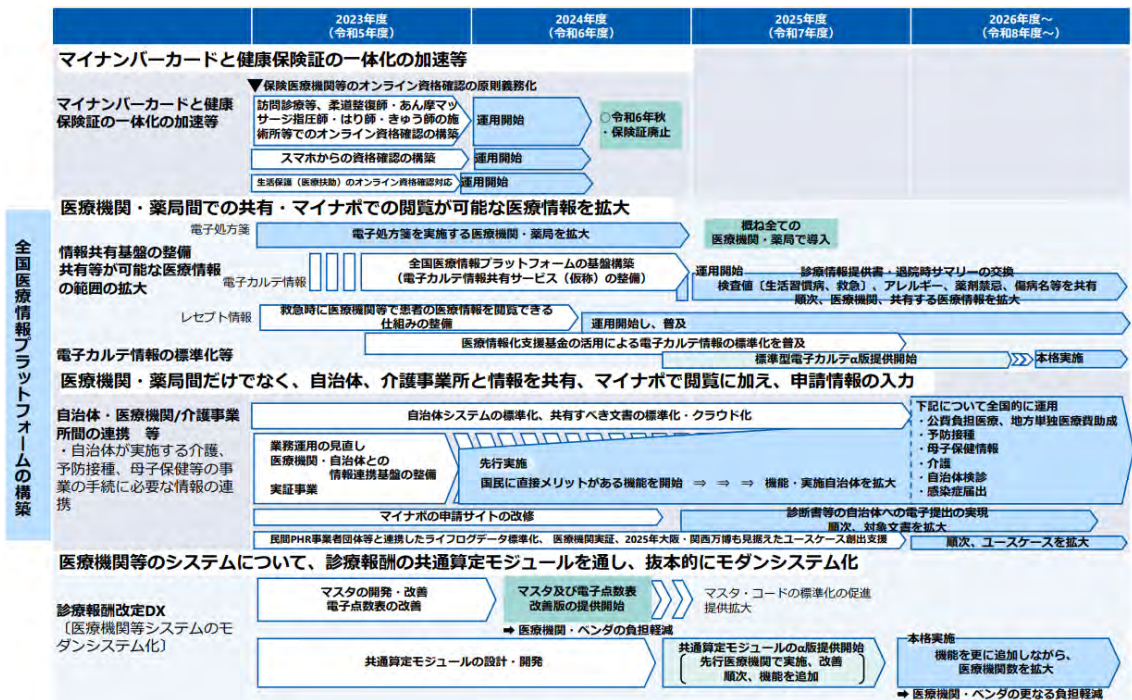 2023年度
（令和5年度）
2024年度
（令和6年度）
2025年度
（令和7年度）
2026年度～
（令和8年度～）
マイナンバーカードと健康保険証の一体化の加速等
▼保険医療機関等のオンライン資格確認の原則義務化
マイナンバーカードと健康
保険証の一体化の加速等
訪問診療等、柔道整復師・あん摩マッ
サージ指圧師・はり師・きゅう師の施
術所等でのオンライン資格確認の構築
運用開始
○令和6年秋
・保険証廃止
スマホからの資格確認の構築
運用開始
生活保護（医療扶助）のオンライン資格確認対応
運用開始
全国医療情報プラットフォームの構築
医療機関・薬局間での共有・マイナポでの閲覧が可能な医療情報を拡大
電子処方箋
電子処方箋を実施する医療機関・薬局を拡大
概ね全ての
医療機関・薬局で導入
情報共有基盤の整備
共有等が可能な医療情報
の範囲の拡大
電子カルテ情報
全国医療情報プラットフォームの基盤構築
（電子カルテ情報共有サービス（仮称）の整備）
運用開始
診療情報提供書・退院時サマリーの交換
検査値〔生活習慣病、救急〕、アレルギー、薬剤禁忌、傷病名等を共有
順次、医療機関、共有する医療情報を拡大
レセプト情報
救急時に医療機関等で患者の医療情報を閲覧できる
仕組みの整備
運用開始し、普及
電子カルテ情報の標準化等
医療情報化支援基金の活用による電子カルテ情報の標準化を普及
標準型電子カルテα版提供開始
本格実施
医療機関・薬局間だけでなく、自治体、介護事業所と情報を共有、マイナポで閲覧に加え、申請情報の入力
自治体・医療機関/介護事業
所間の連携　等
・自治体が実施する介護、
予防接種、母子保健等の事
業の手続に必要な情報の連
携
自治体システムの標準化、共有すべき文書の標準化・クラウド化
業務運用の見直し
医療機関・自治体との
情報連携基盤の整備
実証事業
先行実施
国民に直接メリットがある機能を開始　⇒　⇒　⇒　機能・実施自治体を拡大
下記について全国的に運用
・公費負担医療、地方単独医療費助成
・予防接種
・母子保健情報
・介護
・自治体検診
・感染症届出
マイナポの申請サイトの改修
診断書等の自治体への電子提出の実現
順次、対象文書を拡大
民間PHR事業者団体等と連携したライフログデータ標準化、 医療機関実証、2025年大阪・関西万博も見据えたユースケース創出支援
順次、ユースケースを拡大
医療機関等のシステムについて、診療報酬の共通算定モジュールを通し、抜本的にモダンシステム化
診療報酬改定DX
〔医療機関等システムのモ
ダンシステム化〕
マスタの開発・改善
電子点数表の改善
マスタ及び電子点数表
改善版の提供開始
マスタ・コードの標準化の促進
提供拡大
➡ 医療機関・ベンダの負担軽減
共通算定モジュールの設計・開発
共通算定モジュールのα版提供開始
先行医療機関で実施、改善
順次、機能を追加
本格実施
機能を更に追加しながら、
医療機関数を拡大
➡ 医療機関・ベンダの更なる負担軽減